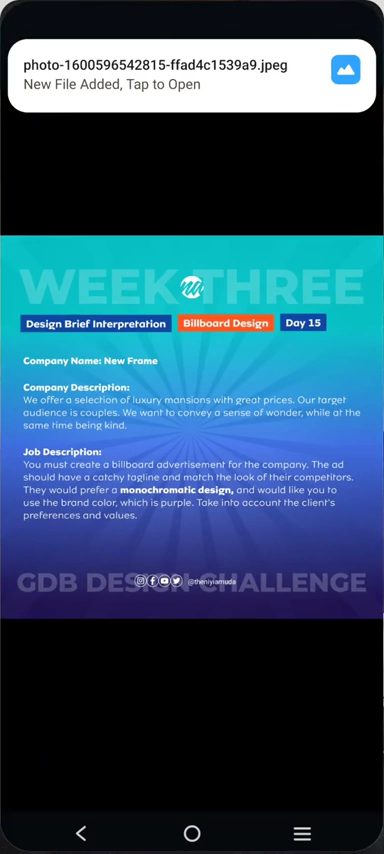 photo-1600596542815-ffad4c1539a9.jpeg
New File Added, Tap to Open
WEEK THREE
na
Design Brief Interpretation Billboard Design Day 15
Company Name: New Frame
Company Description:
We offer a selection of luxury mansions with great prices. Our target
audience is couples. We want to convey a sense of wonder, while at the
same time being kind.
Job Description:
You must create a billboard advertisement for the company. The ad
should have a catchy tagline and match the look of their competitors.
They would prefer a monochromatic design, and would like you to
use the brand color, which is purple. Take into account the client's
preferences and values.
GDB DESIGN CHALLENGE
@theniyiamuda